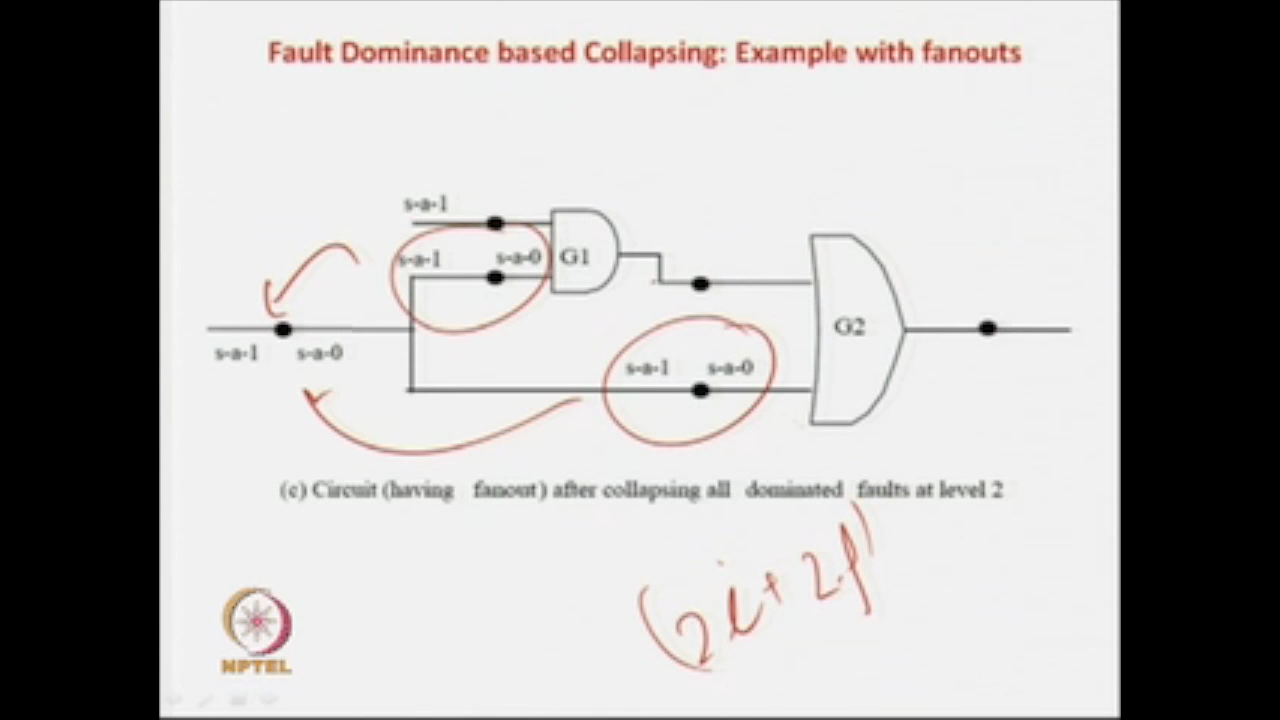 Fault Dominance based Collapsing: Example with fanouts
s-a-1
s-a-1 s-a-0 G1
s-a-1 s-a-0
G2
s-a-1 s-a-0
(c) Circuit (having fanout) after collapsing all dominated faults at level 2
(2i+2f)
NPTEL